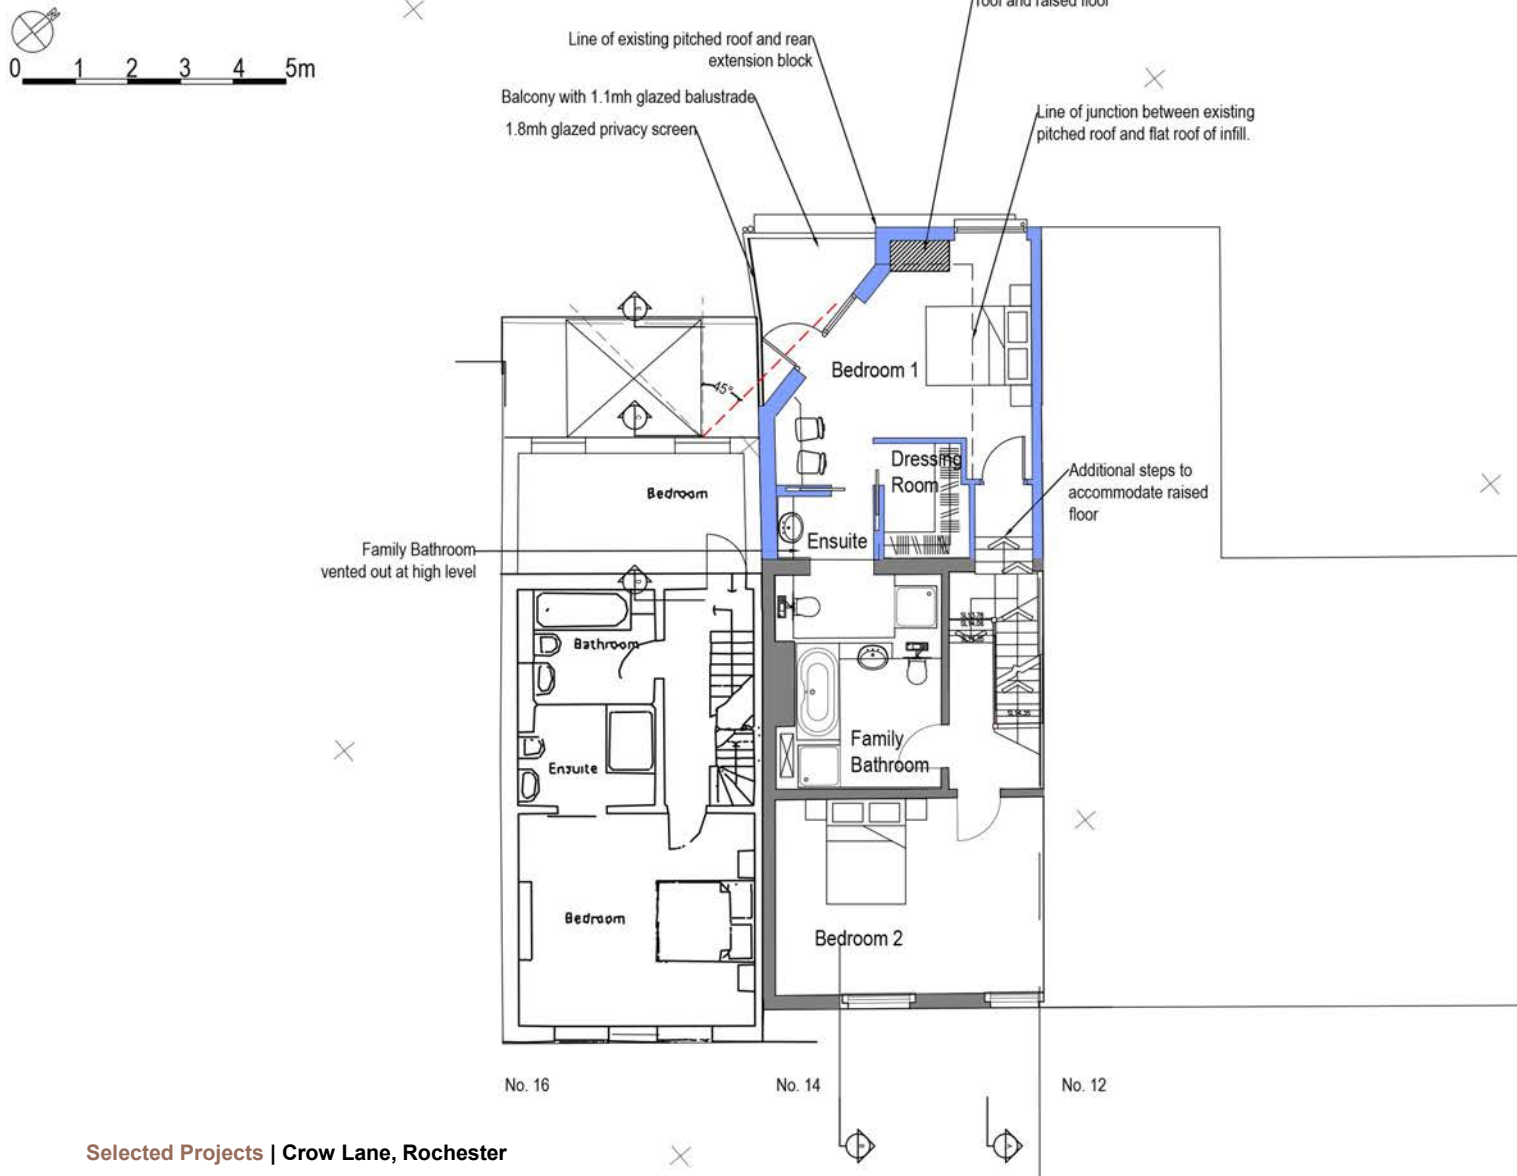 N
0 1 2 3 4 5m
roof and raised floor
Line of existing pitched roof and rear
extension block
Balcony with 1.1mh glazed balustrade
1.8mh glazed privacy screen
Line of junction between existing
pitched roof and flat roof of infill.
45°
Bedroom 1
Dressing
Room
Additional steps to
accommodate raised
floor
Bedroom
Ensuite
Family Bathroom
vented out at high level
Bathroom
Ensuite
Family
Bathroom
Bedroom
Bedroom 2
No. 16
No. 14
No. 12
Selected Projects | Crow Lane, Rochester